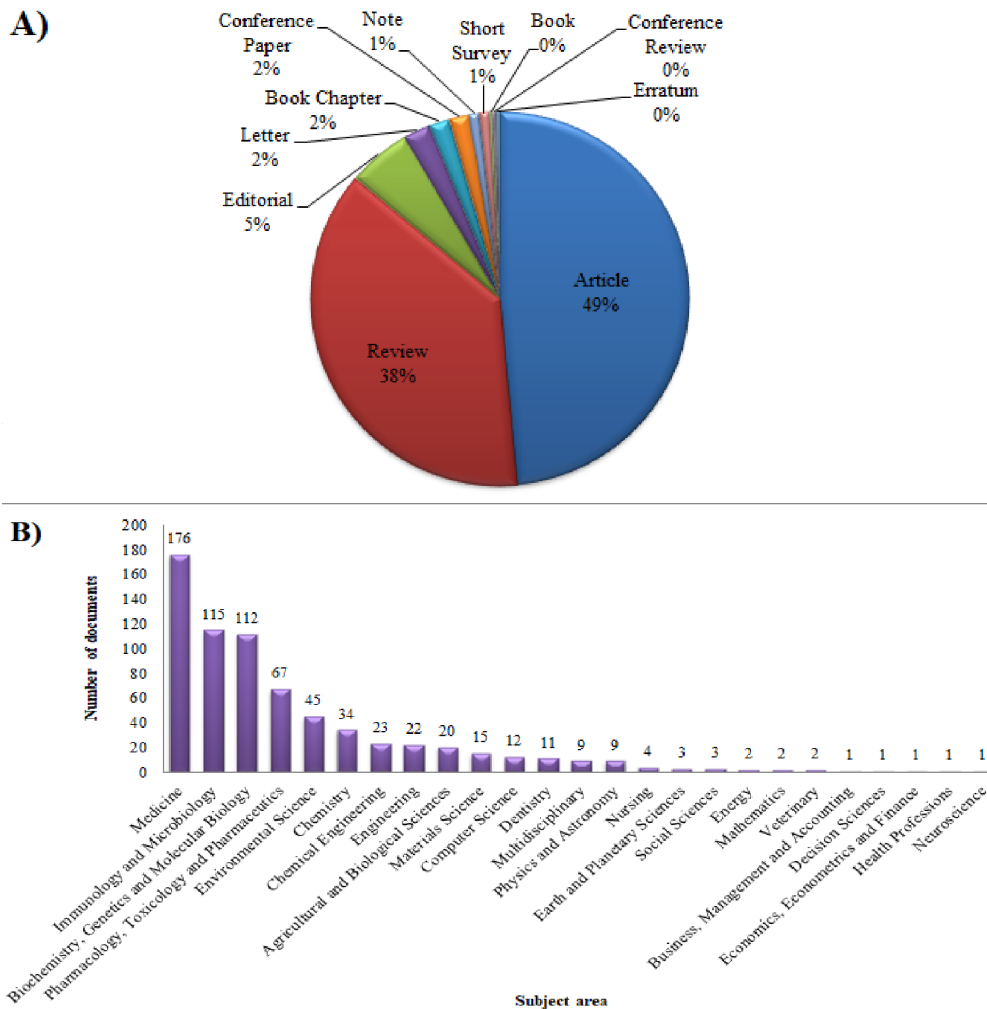 A)
Conference
Paper
2%
Note
1%
Short
Survey
1%
Book
0%
Conference
Review
0%
Erratum
0%
Book Chapter
2%
Letter
2%
Editorial
5%
Article
49%
Review
38%
B)
Number of documents
200
180
160
140
120
100
80
60
40
20
0
176
115
112
67
45
34
23
22
20
15
12
11
9
9
4
3
3
2
2
2
1
1
1
1
1
Medicine
Immunology and Microbiology
Biochemistry, Genetics and Molecular Biology
Pharmacology, Toxicology and Pharmaceutics
Environmental Science
Chemistry
Chemical Engineering
Engineering
Agricultural and Biological Sciences
Materials Science
Computer Science
Dentistry
Multidisciplinary
Physics and Astronomy
Nursing
Earth and Planetary Sciences
Social Sciences
Energy
Mathematics
Veterinary
Business, Management and Accounting
Decision Sciences
Economics, Econometrics and Finance
Health Professions
Neuroscience
Subject area